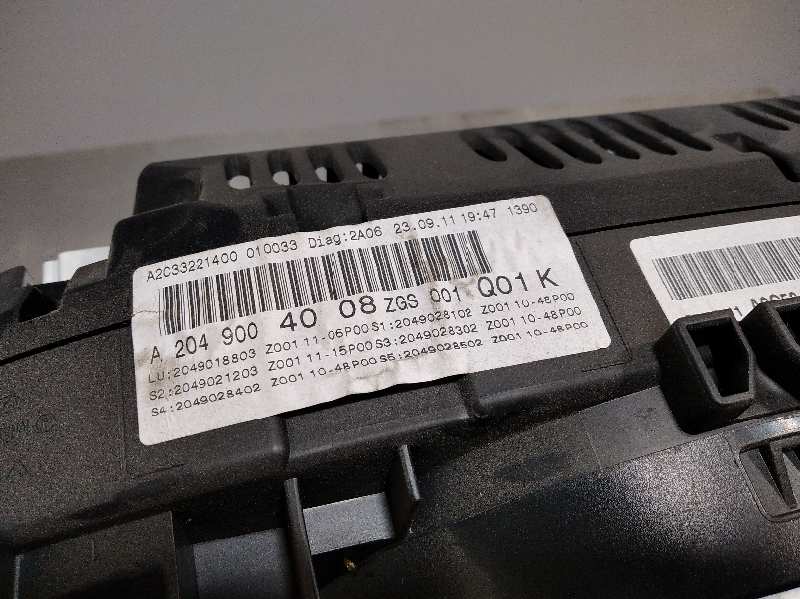 A2C33221400 010033 Diag:2A06 23.09.11 19:47 1390
A 204 900 40 08 ZGS 001 Q01 K
LU:2049018803 Z001 11-05P00 S1:2049028102 Z001 10-48P00
S2:2049021203 Z001 11-15P00 S3:2049028302 Z001 10-48P00
S4:2049028402 Z001 10-48P00 S5:2049028502 Z001 10-48P00